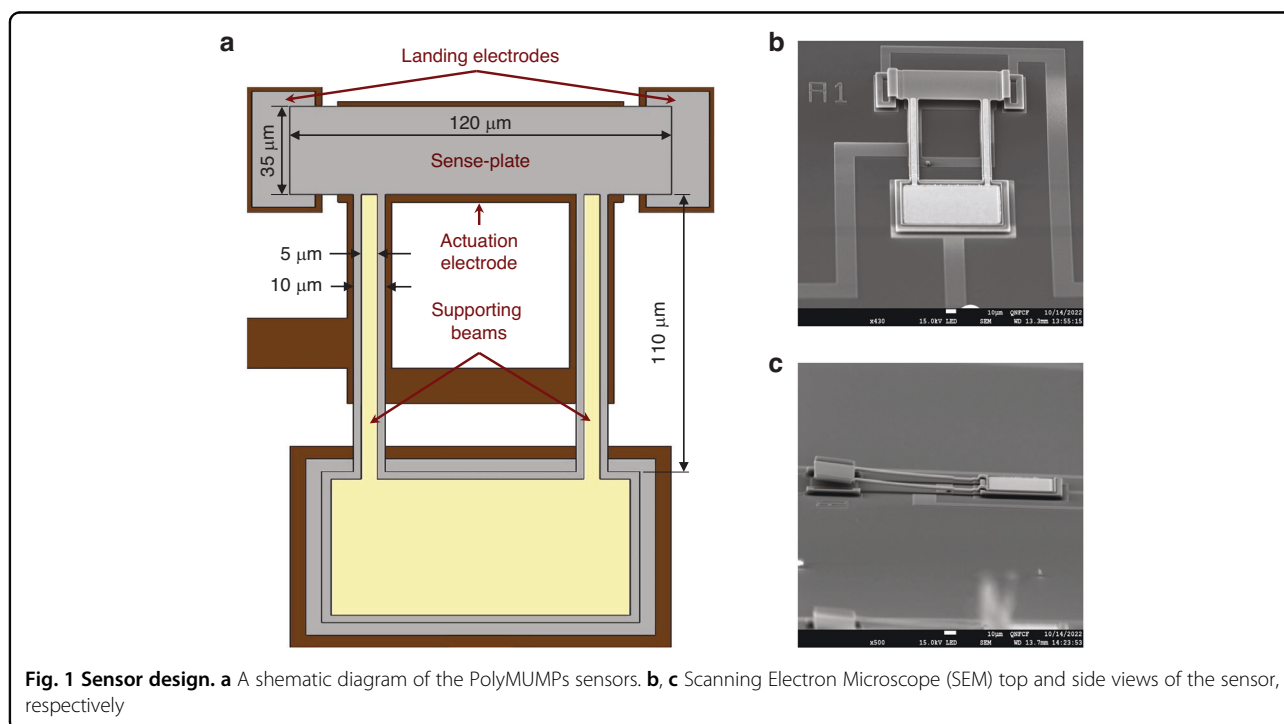 a
Landing electrodes
120 µm
35 µm
Sense-plate
Actuation
electrode
5 µm
10 µm
Supporting
beams
110 µm
b
A1
x430 15.0kV LED SEM 10µm QNFCF 10/14/2022 WD 13.3mm 13:55:15
c
x500 15.0kV LED SEM 10µm QNFCF 10/14/2022 WD 13.7mm 14:23:53
Fig. 1 Sensor design. a A shematic diagram of the PolyMUMPs sensors. b, c Scanning Electron Microscope (SEM) top and side views of the sensor,
respectively